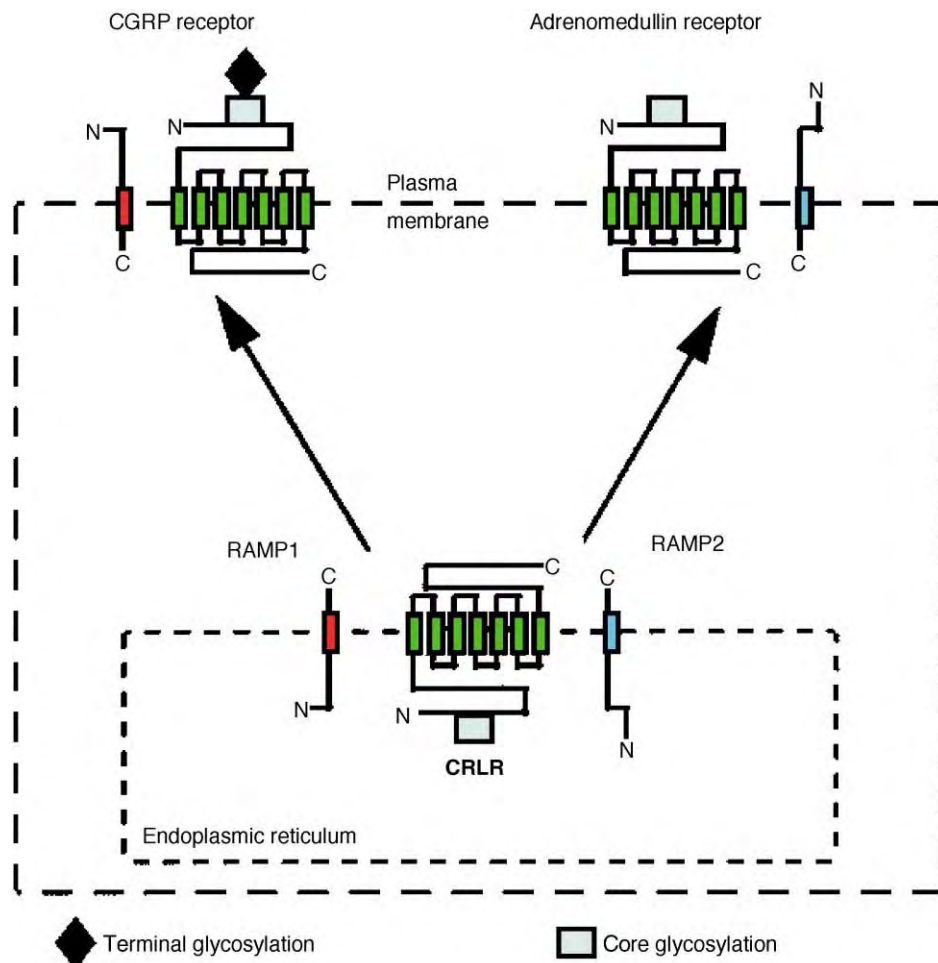 CGRP receptor
Adrenomedullin receptor
N
N
N
N
Plasma
membrane
C
C
C
C
RAMP1
RAMP2
C
C
C
N
N
N
CRLR
Endoplasmic reticulum
Terminal glycosylation
Core glycosylation